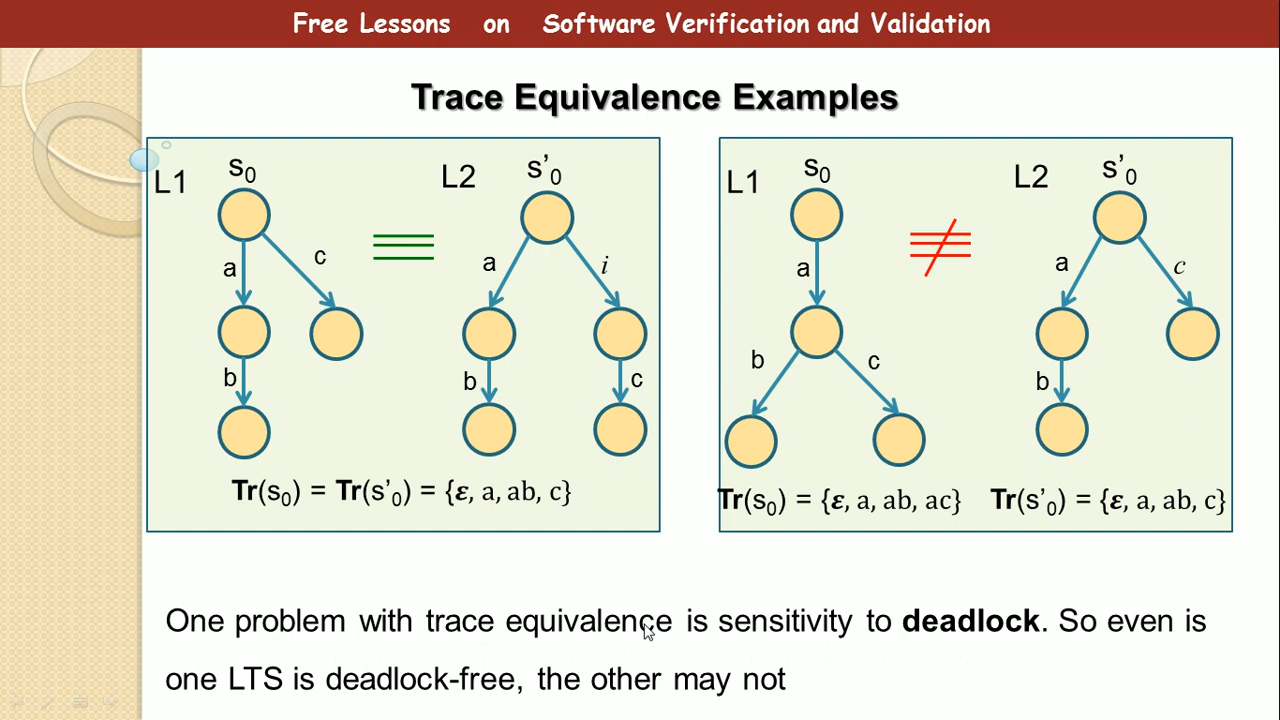 Free Lessons on Software Verification and Validation
Trace Equivalence Examples
L1 s₀ L2 s’₀
a c a i
b b c
Tr(s₀) = Tr(s’₀) = {ε, a, ab, c}
L1 s₀ L2 s’₀
a a c
b c b
Tr(s₀) = {ε, a, ab, ac} Tr(s’₀) = {ε, a, ab, c}
One problem with trace equivalence is sensitivity to deadlock. So even is
one LTS is deadlock-free, the other may not